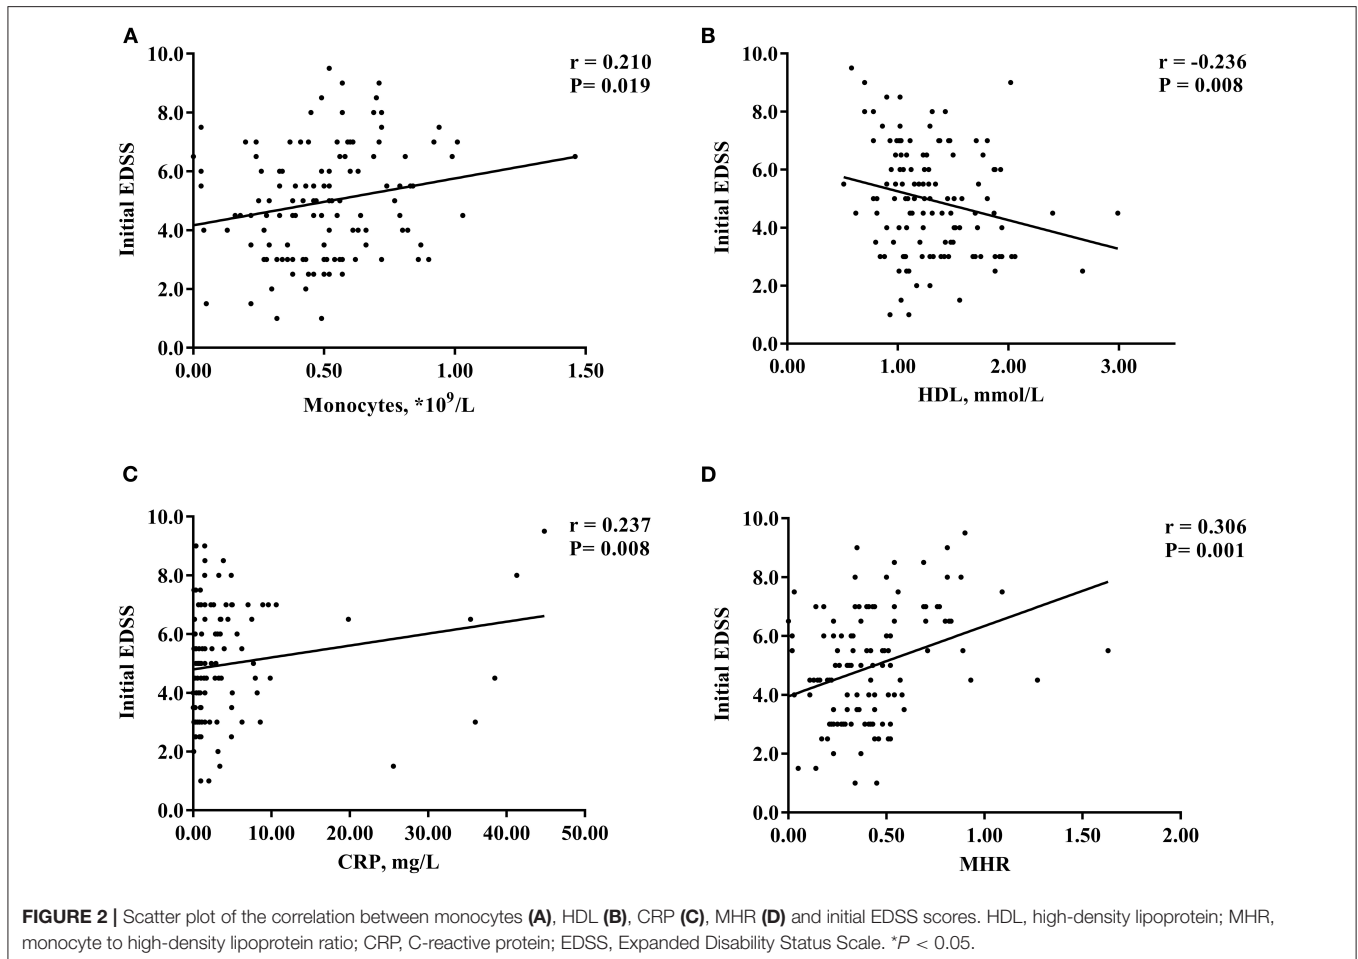 A
r = 0.210
P= 0.019
10.0
8.0
6.0
4.0
2.0
0.0
Initial EDSS
0.00 0.50 1.00 1.50
Monocytes, *10⁹/L
B
r = -0.236
P = 0.008
10.0
8.0
6.0
4.0
2.0
0.0
Initial EDSS
0.00 1.00 2.00 3.00
HDL, mmol/L
C
r = 0.237
P= 0.008
10.0
8.0
6.0
4.0
2.0
0.0
Initial EDSS
0.00 10.00 20.00 30.00 40.00 50.00
CRP, mg/L
D
r = 0.306
P= 0.001
10.0
8.0
6.0
4.0
2.0
0.0
Initial EDSS
0.00 0.50 1.00 1.50 2.00
MHR
FIGURE 2 | Scatter plot of the correlation between monocytes (A), HDL (B), CRP (C), MHR (D) and initial EDSS scores. HDL, high-density lipoprotein; MHR,
monocyte to high-density lipoprotein ratio; CRP, C-reactive protein; EDSS, Expanded Disability Status Scale. *P < 0.05.